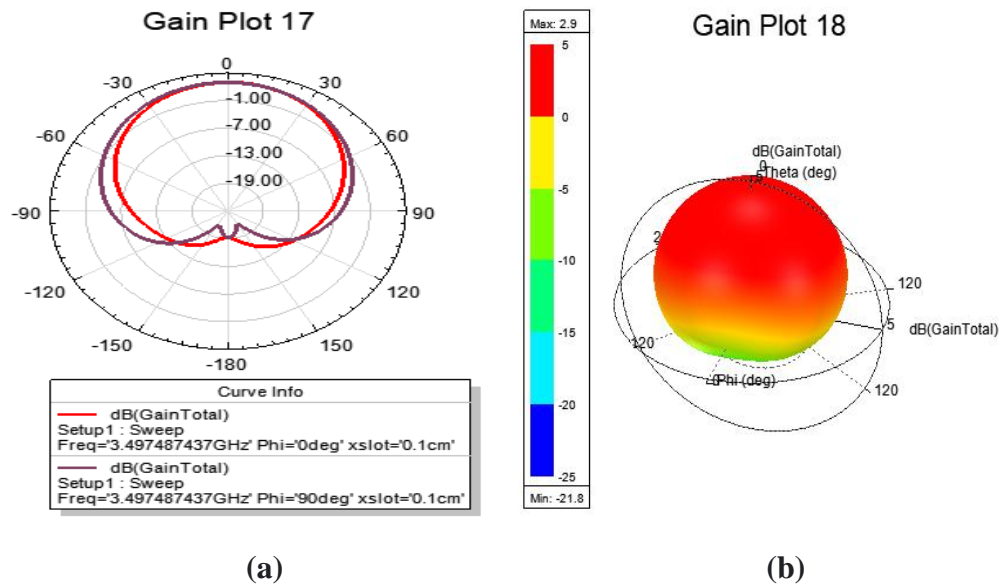 Gain Plot 17
0
-30
30
-1.00
-60
-7.00
60
-13.00
-19.00
-90
90
-120
120
-150
150
-180
Curve Info
dB(GainTotal)
Setup1 : Sweep
Freq='3.497487437GHz' Phi='0deg' xslot='0.1cm'
dB(GainTotal)
Setup1 : Sweep
Freq='3.497487437GHz' Phi='90deg' xslot='0.1cm'
(a)
Max: 2.9
Gain Plot 18
5
0
-5
-10
-15
-20
-25
Min: -21.8
dB(GainTotal)
0
Theta (deg)
120
5
dB(GainTotal)
120
120
Phi (deg)
(b)